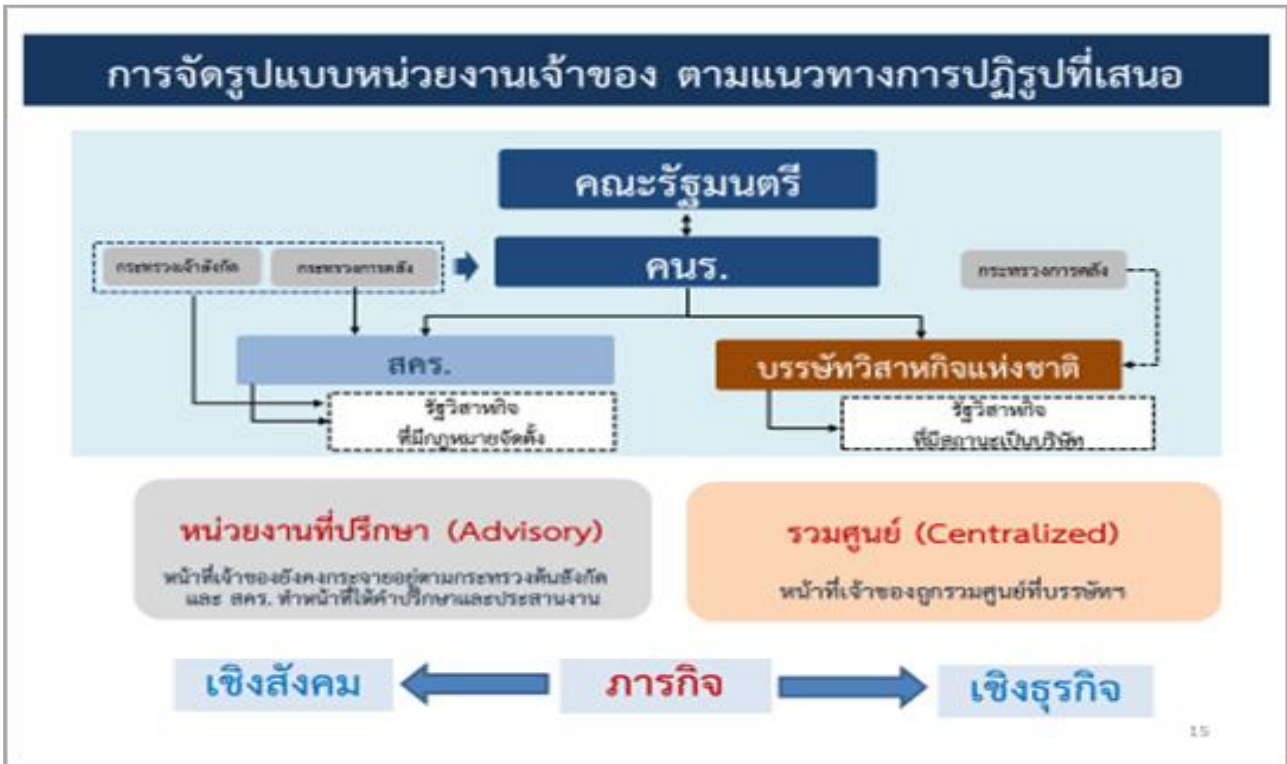 การจัดรูปแบบหน่วยงานเจ้าของ ตามแนวทางการปฏิรูปที่เสนอ
คณะรัฐมนตรี
กระทรวงเจ้าสังกัด
กระทรวงการคลัง
คนร.
กระทรวงการคลัง
สคร.
บรรษัทวิสาหกิจแห่งชาติ
รัฐวิสาหกิจ
ที่มีกฎหมายจัดตั้ง
รัฐวิสาหกิจ
ที่มีสถานะเป็นบริษัท
หน่วยงานที่ปรึกษา (Advisory)
หน้าที่เจ้าของยังคงกระจายอยู่ตามกระทรวงต้นสังกัด
และ สคร. ทำหน้าที่ให้คำปรึกษาและประสานงาน
รวมศูนย์ (Centralized)
หน้าที่เจ้าของถูกรวมศูนย์ที่บรรษัทฯ
เชิงสังคม
ภารกิจ
เชิงธุรกิจ
15